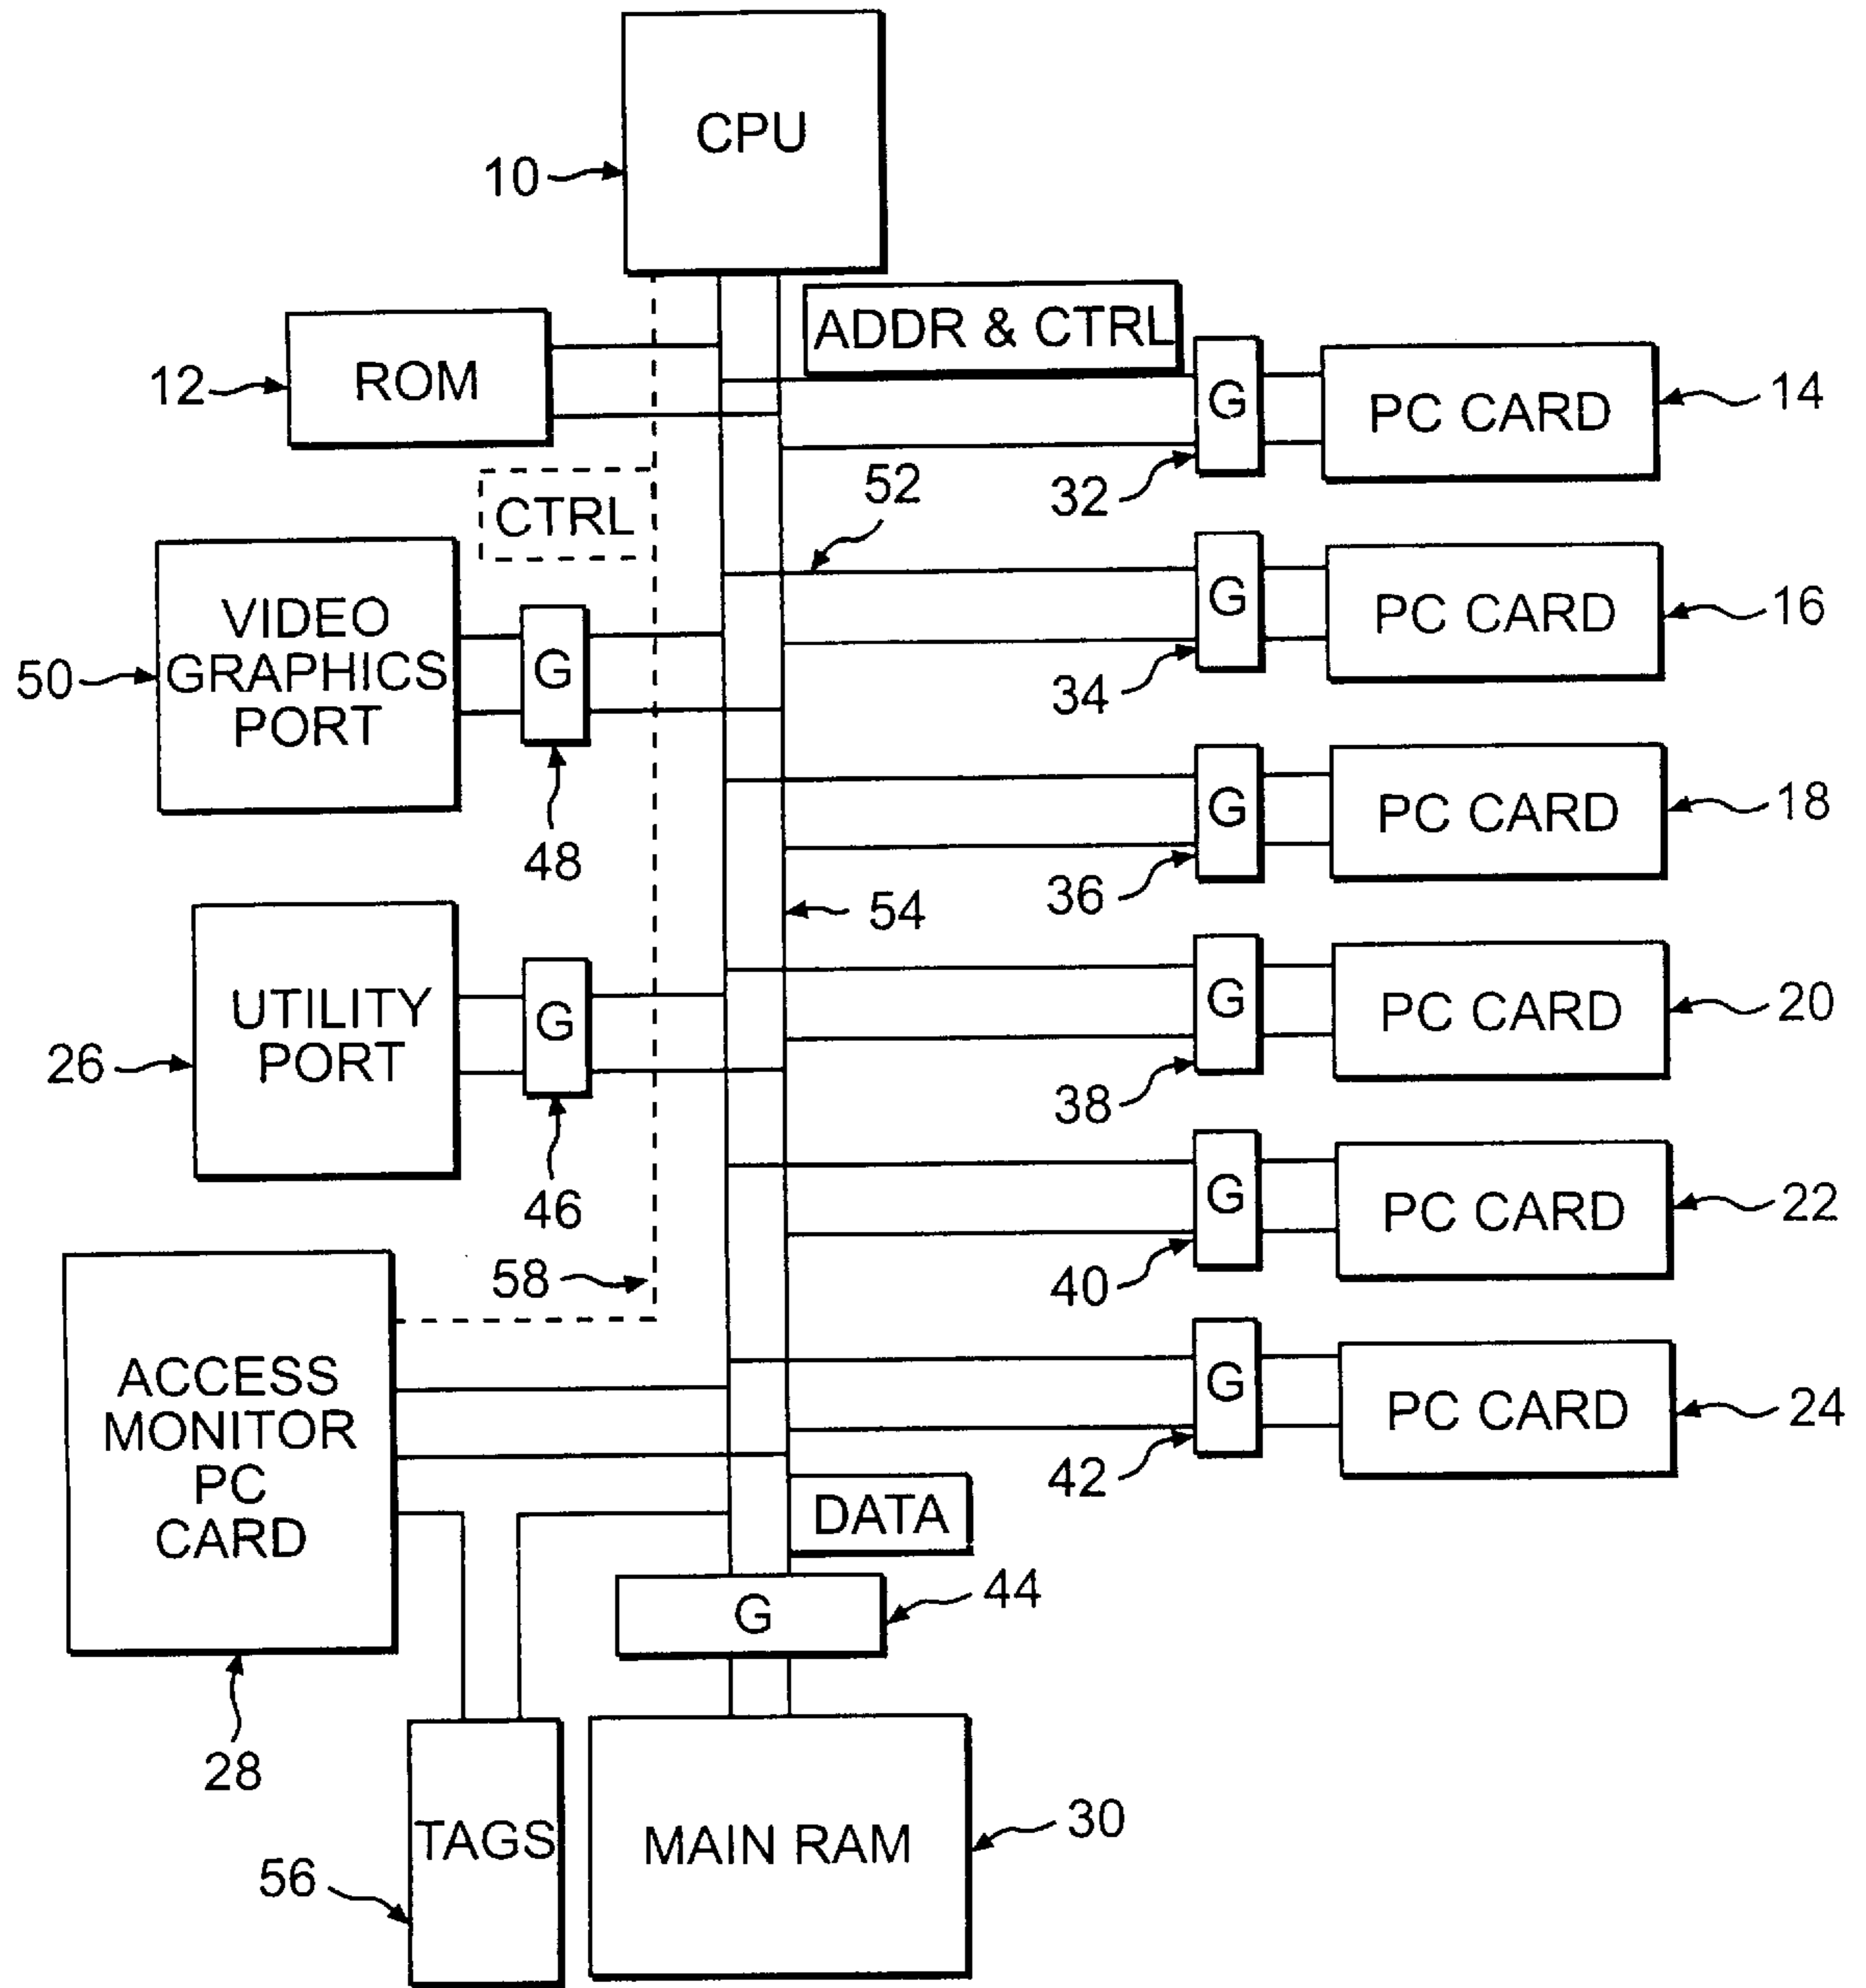 CPU
10
ADDR & CTRL
ROM
12
G
PC CARD
14
32
CTRL
52
VIDEO
GRAPHICS
PORT
50
G
48
G
PC CARD
16
34
G
PC CARD
18
36
54
UTILITY
PORT
26
G
46
G
PC CARD
20
38
G
PC CARD
22
40
58
ACCESS
MONITOR
PC
CARD
28
G
PC CARD
24
42
DATA
G
44
TAGS
56
MAIN RAM
30